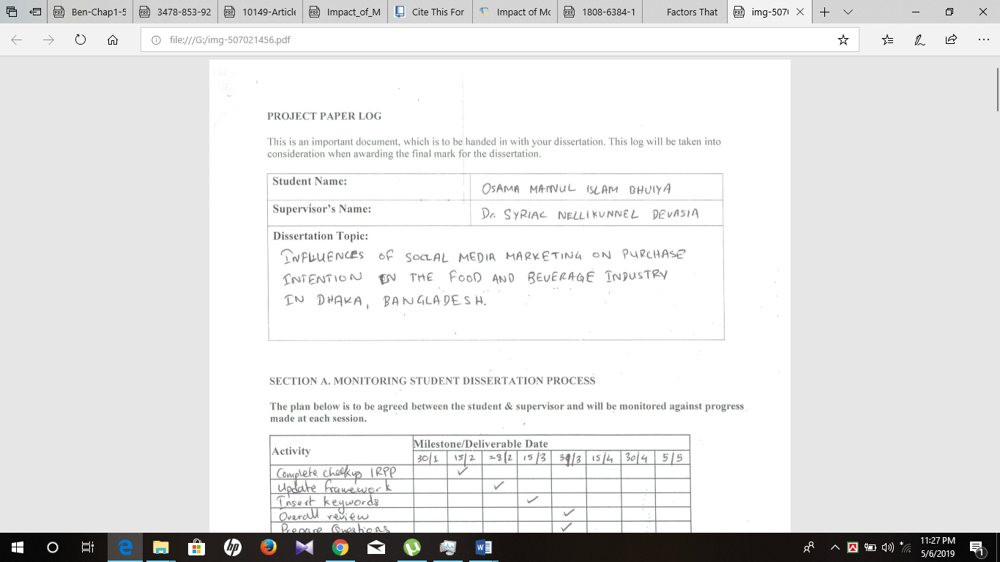 Ben-Chap1-5
3478-853-92
10149-Article
Impact_of_M
Cite This For
Impact of Mo
1808-6384-1
Factors That
img-507
file:///G:/img-507021456.pdf
PROJECT PAPER LOG
This is an important document, which is to be handed in with your dissertation. This log will be taken into
consideration when awarding the final mark for the dissertation.
Student Name:
OSAMA MAINUL ISLAM BHUIYA
Supervisor's Name:
Dr. SYRIAC NELLIKUNNEL DEVASIA
Dissertation Topic:
INFLUENCES OF SOCIAL MEDIA MARKETING ON PURCHASE
INTENTION IN THE FOOD AND BEVERAGE INDUSTRY
IN DHAKA, BANGLADESH.
SECTION A. MONITORING STUDENT DISSERTATION PROCESS
The plan below is to be agreed between the student & supervisor and will be monitored against progress
made at each session.
Activity
Milestone/Deliverable Date
30/1 15/2 28/2 15/3 30/3 15/4 30/4 5/5
Complete IRPP
Update framework
Insert keywords
Overall review
Prepare Questions
11:27 PM
5/6/2019